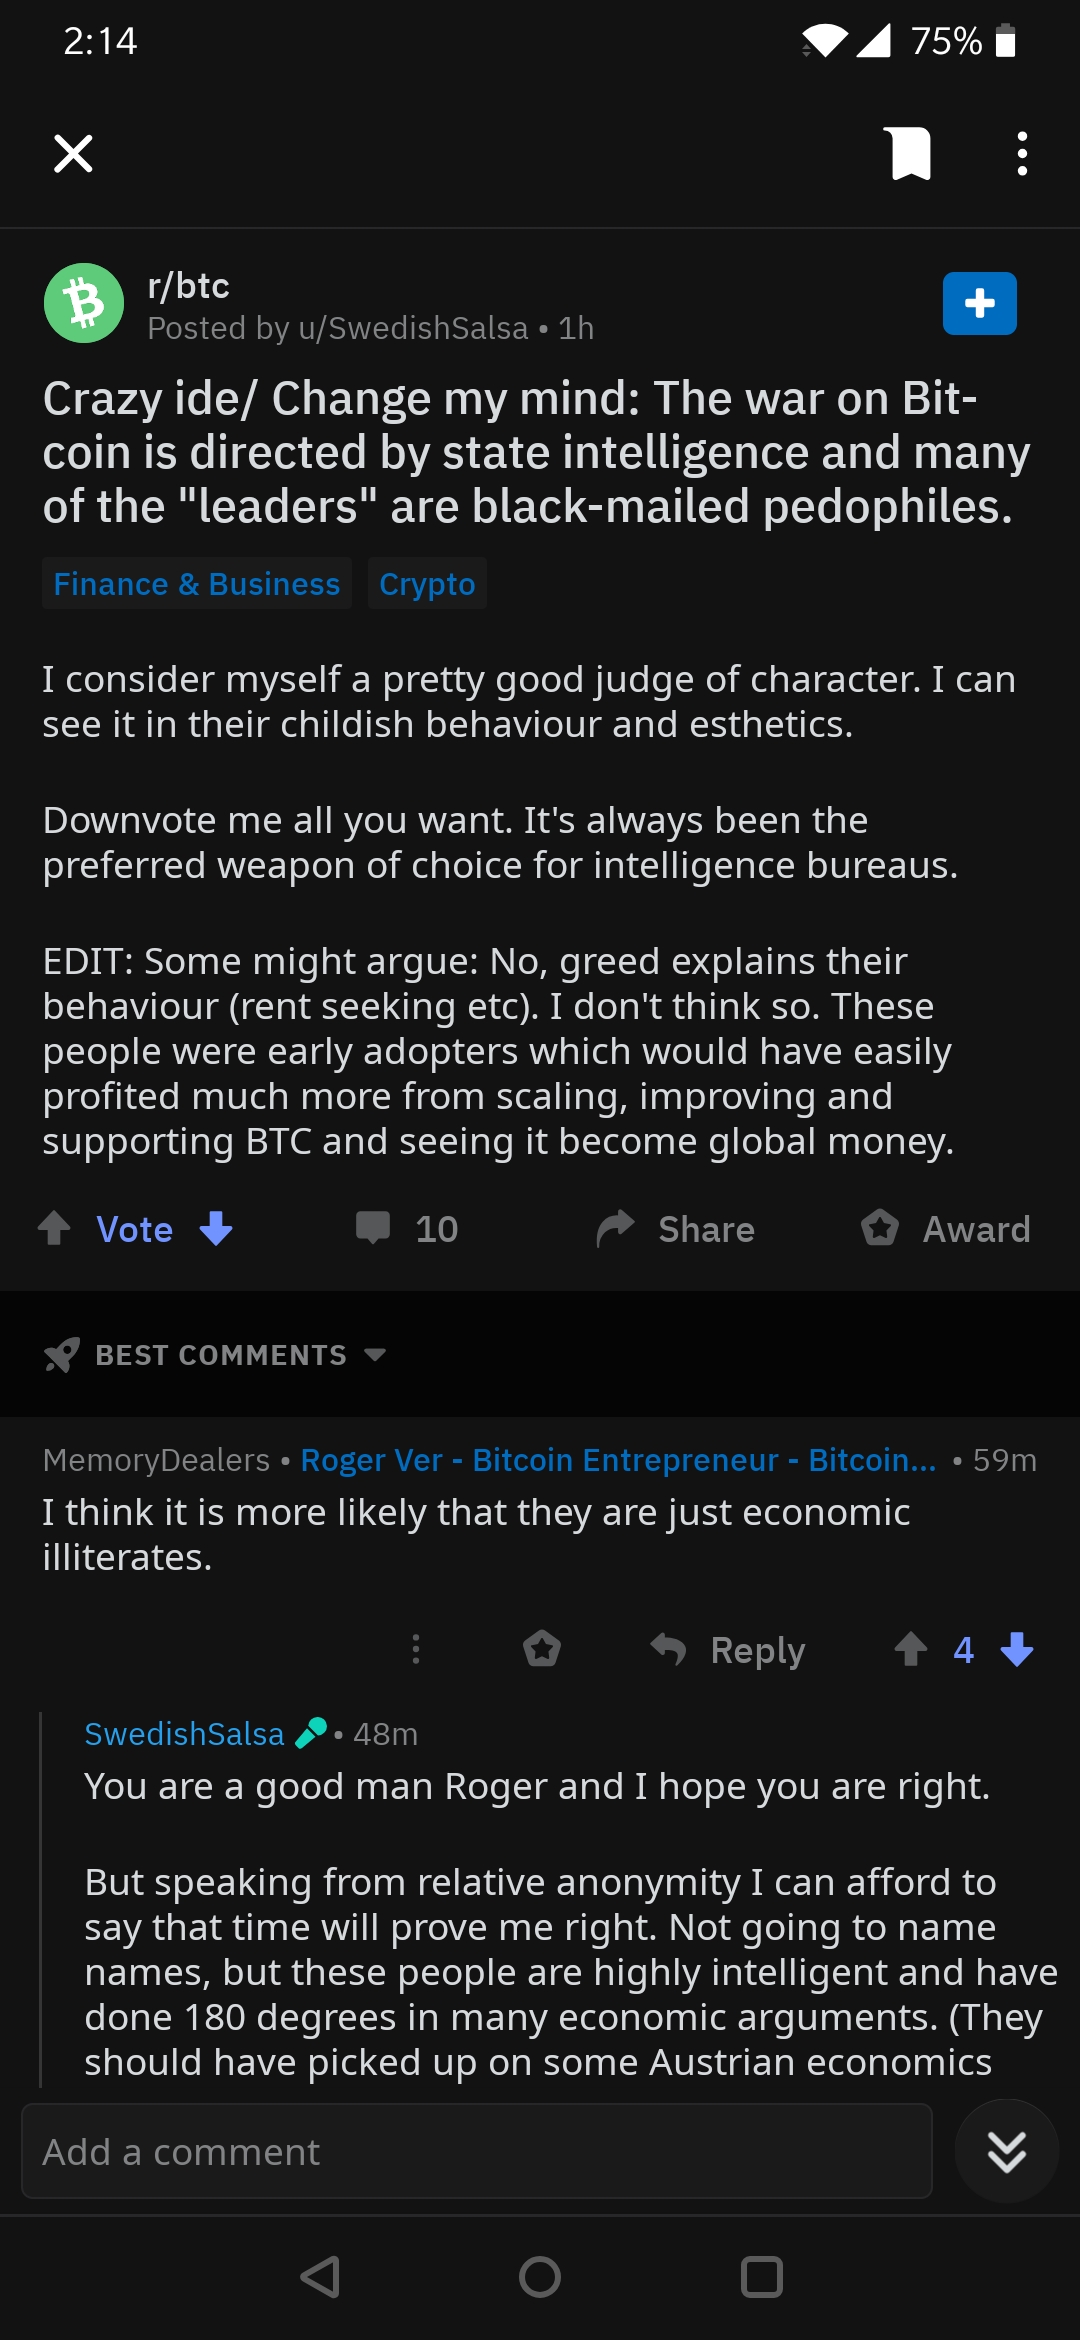 2:14
75%
r/btc
Posted by u/SwedishSalsa • 1h
Crazy ide/ Change my mind: The war on Bit-
coin is directed by state intelligence and many
of the "leaders" are black-mailed pedophiles.
Finance & Business Crypto
I consider myself a pretty good judge of character. I can
see it in their childish behaviour and esthetics.
Downvote me all you want. It's always been the
preferred weapon of choice for intelligence bureaus.
EDIT: Some might argue: No, greed explains their
behaviour (rent seeking etc). I don't think so. These
people were early adopters which would have easily
profited much more from scaling, improving and
supporting BTC and seeing it become global money.
Vote 10 Share Award
BEST COMMENTS
MemoryDealers • Roger Ver - Bitcoin Entrepreneur - Bitcoin... • 59m
I think it is more likely that they are just economic
illiterates.
Reply 4
SwedishSalsa • 48m
You are a good man Roger and I hope you are right.
But speaking from relative anonymity I can afford to
say that time will prove me right. Not going to name
names, but these people are highly intelligent and have
done 180 degrees in many economic arguments. (They
should have picked up on some Austrian economics
Add a comment